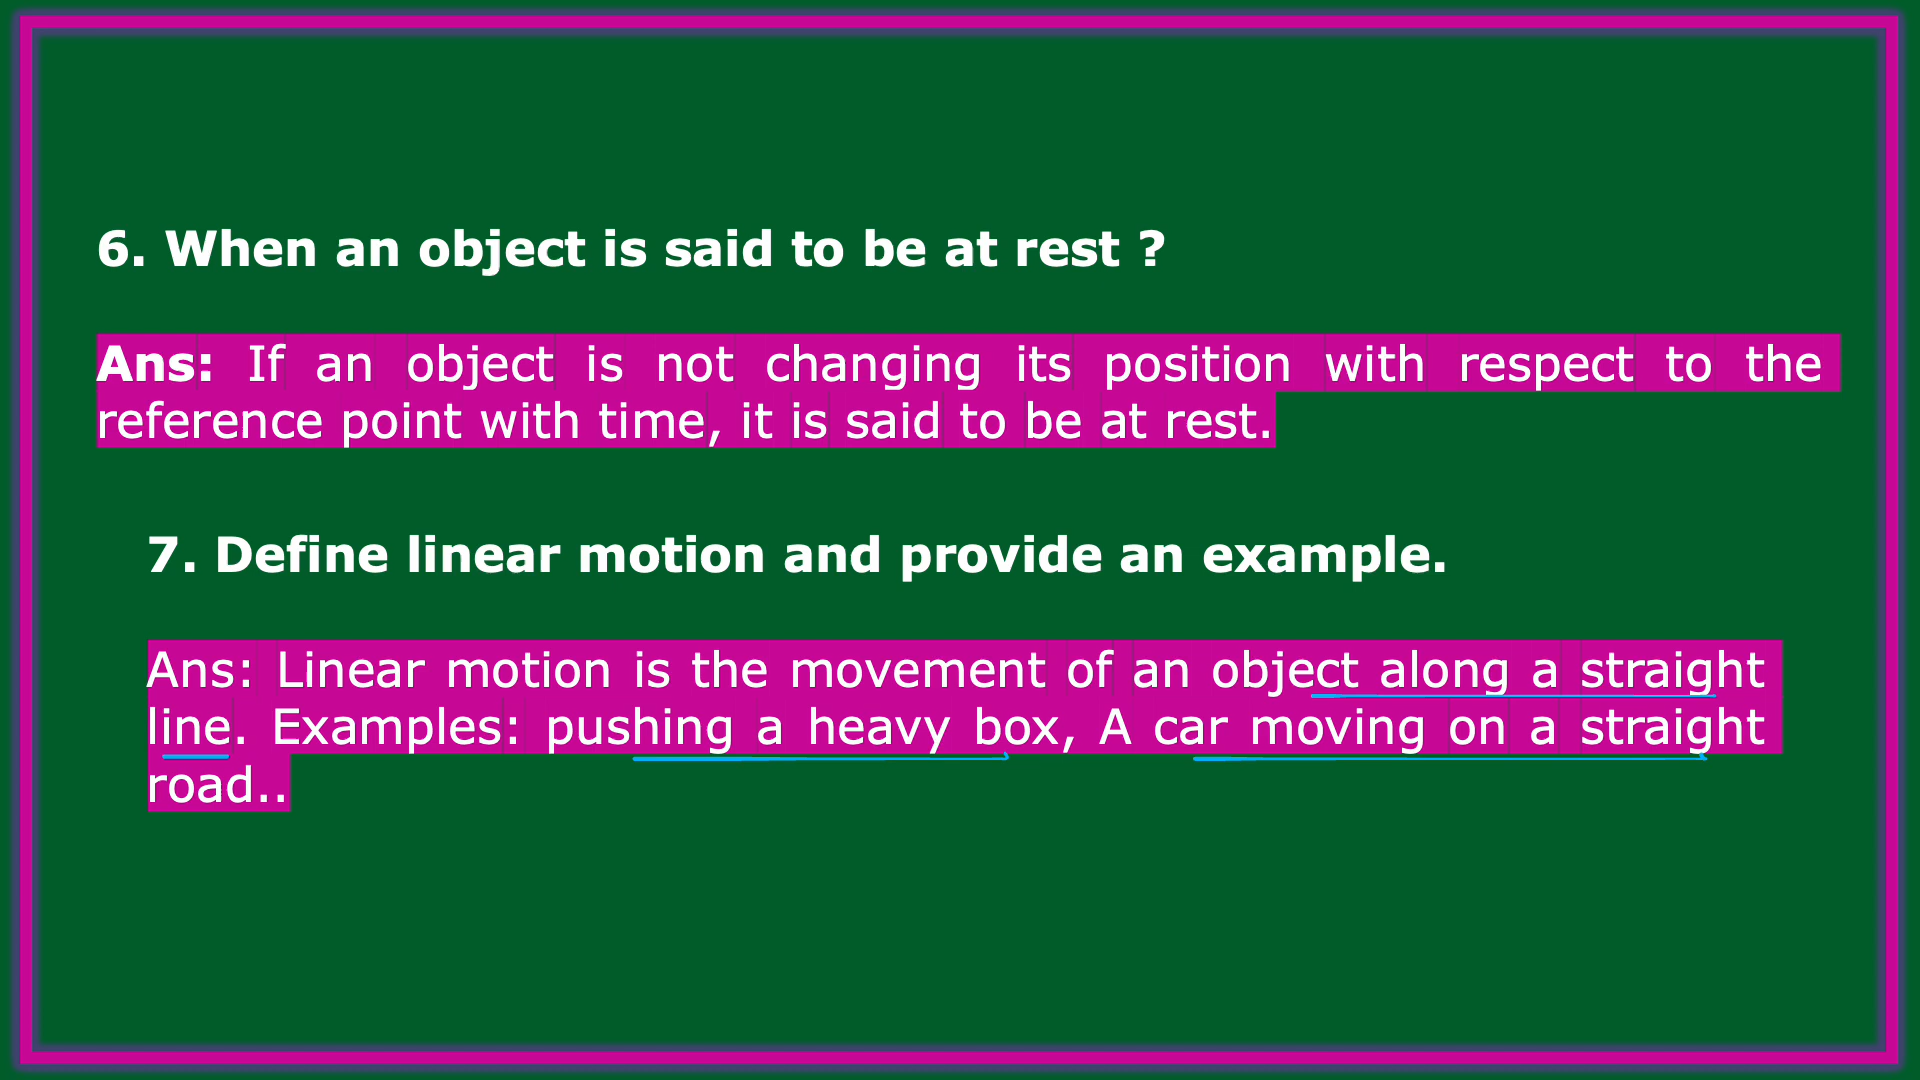 6. When an object is said to be at rest ?
Ans: If an object is not changing its position with respect to the
reference point with time, it is said to be at rest.
7. Define linear motion and provide an example.
Ans: Linear motion is the movement of an object along a straight
line. Examples: pushing a heavy box, A car moving on a straight
road..